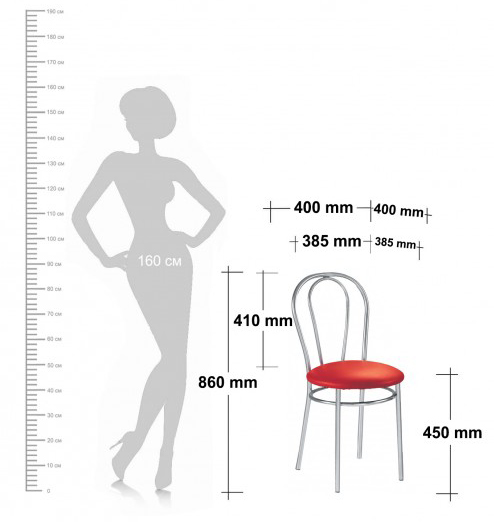 190 см
180 см
170 см
160 см
150 см
140 см
130 см
120 см
110 см
100 см
90 см
80 см
70 см
60 см
50 см
40 см
30 см
20 см
10 см
0
160 см
400 mm 400 mm
385 mm 385 mm
410 mm
860 mm
450 mm